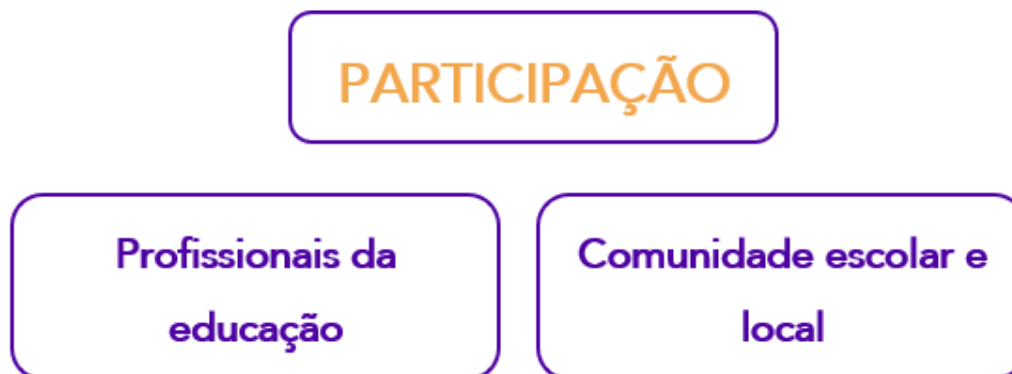 PARTICIPAÇÃO
Profissionais da
educação
Comunidade escolar e
local